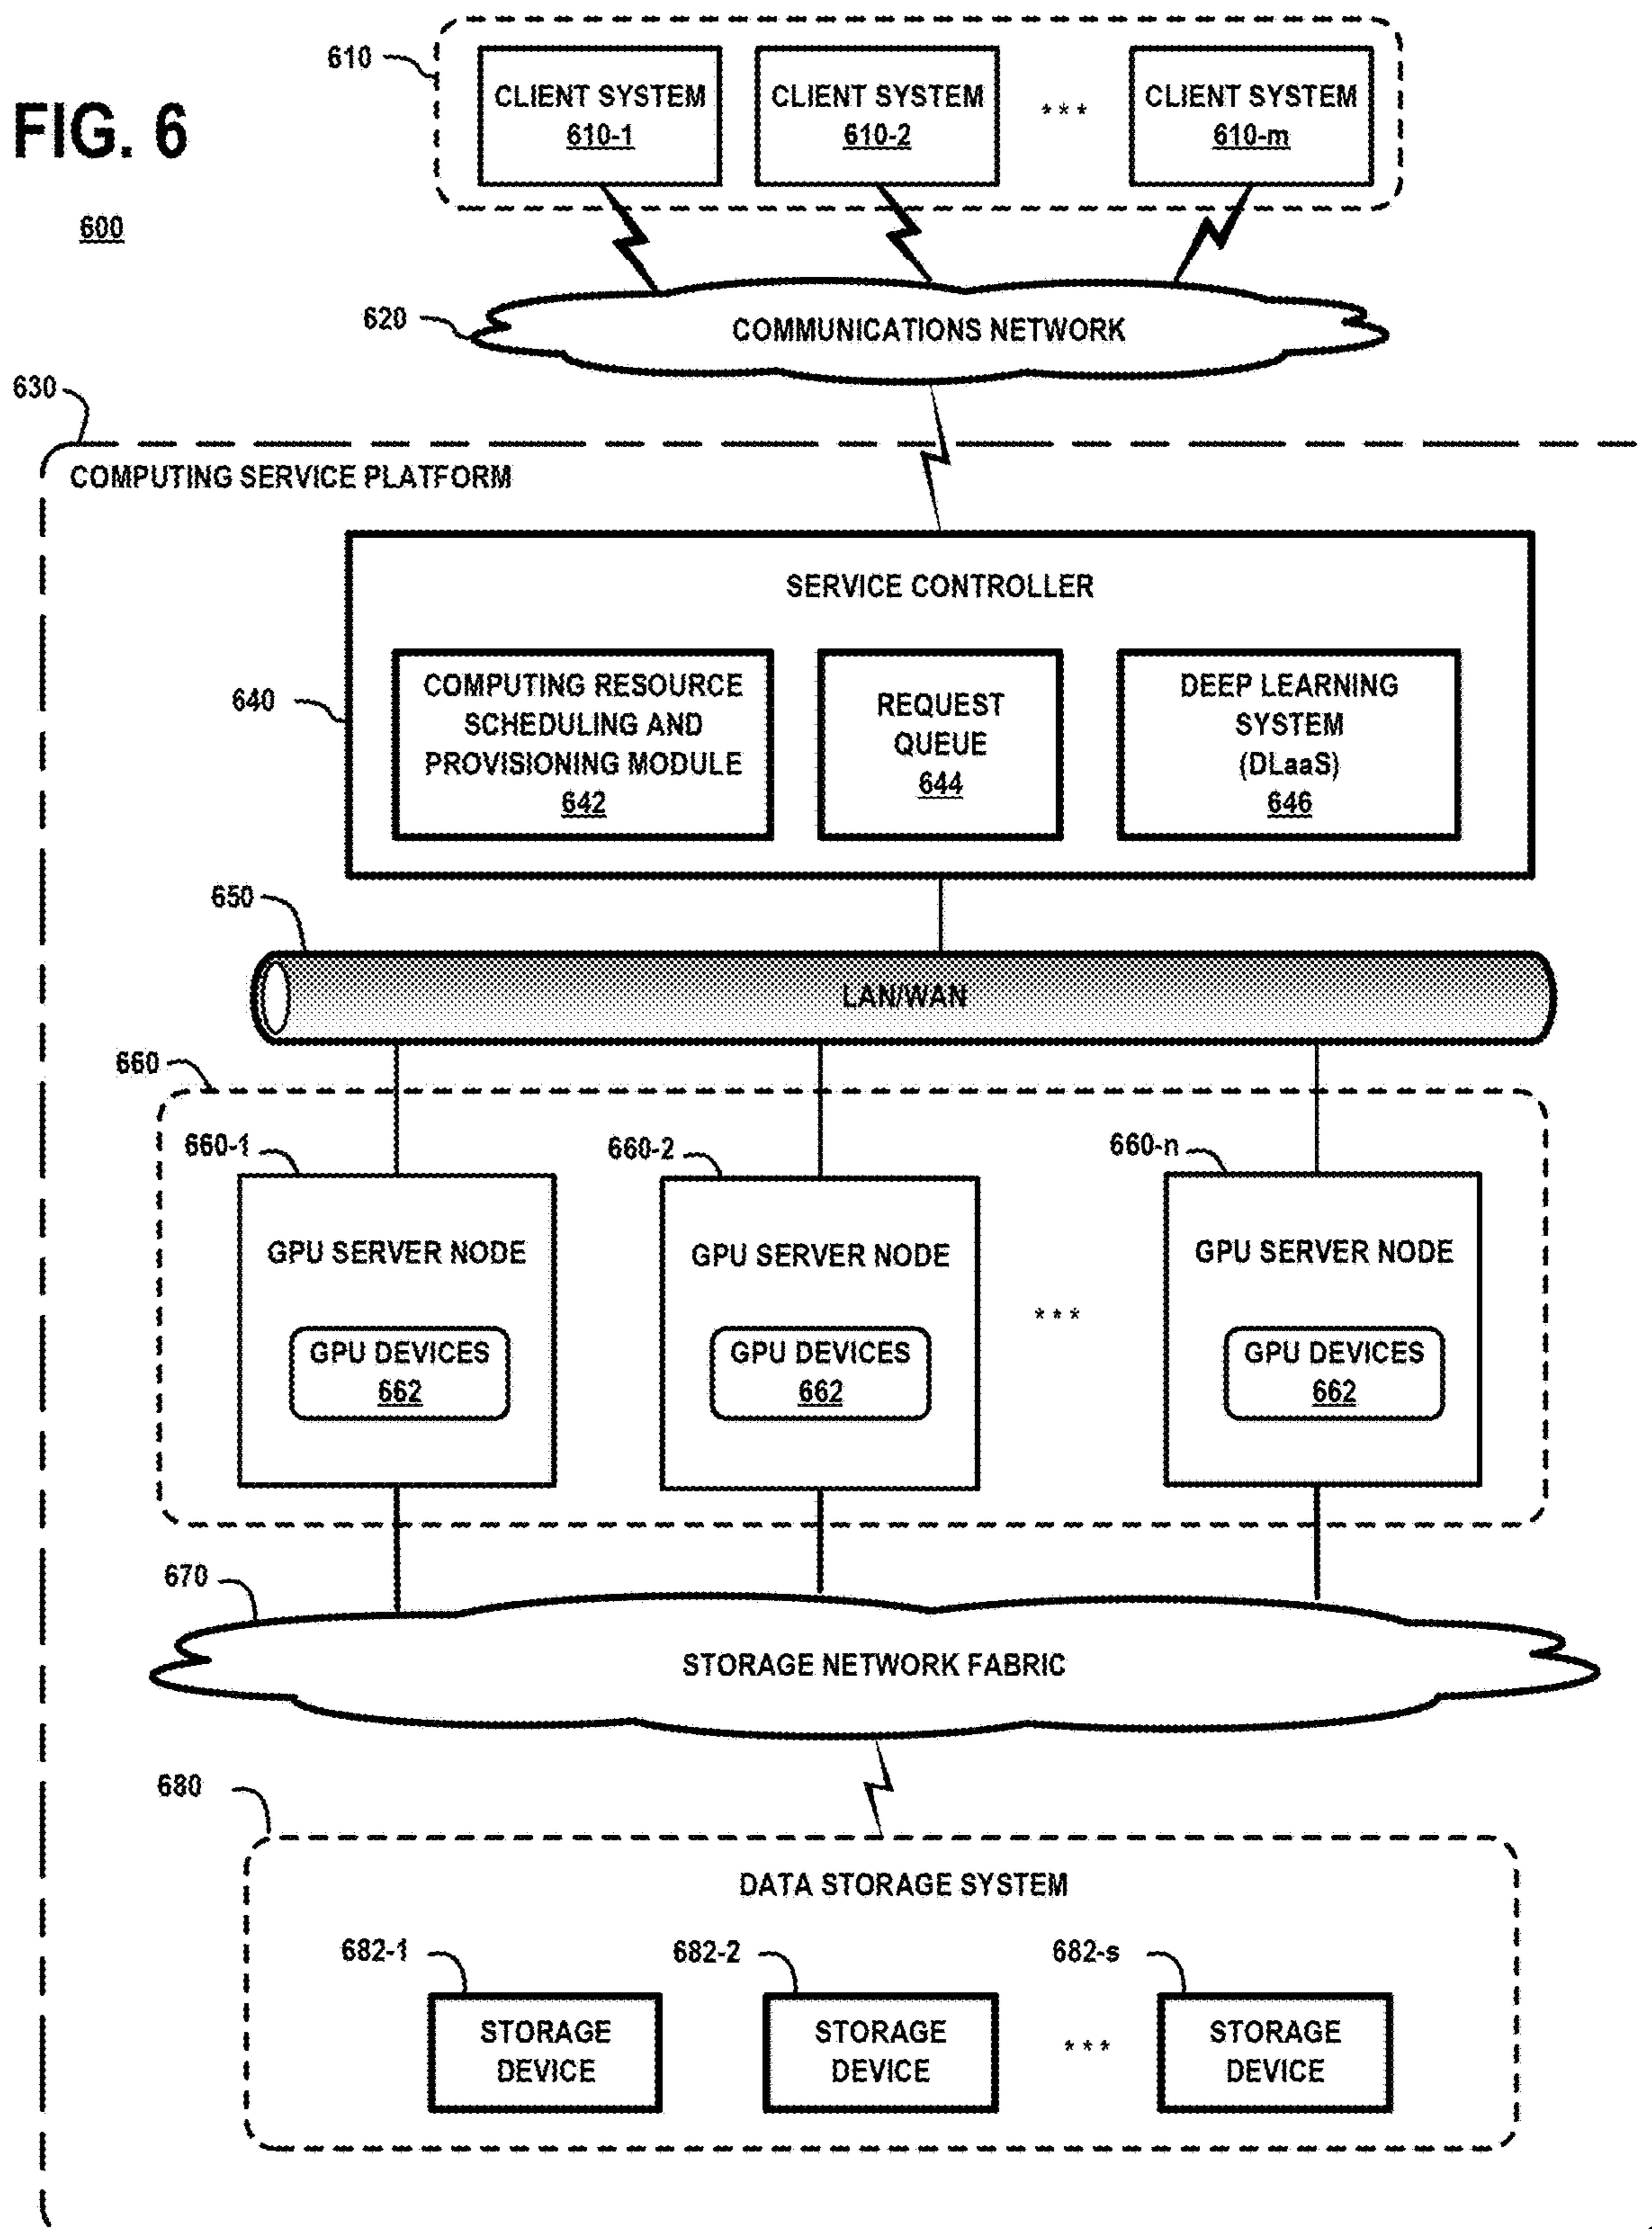 FIG. 6
600
610
CLIENT SYSTEM
610-1
CLIENT SYSTEM
610-2
* * *
CLIENT SYSTEM
610-m
620
COMMUNICATIONS NETWORK
630
COMPUTING SERVICE PLATFORM
SERVICE CONTROLLER
640
COMPUTING RESOURCE
SCHEDULING AND
PROVISIONING MODULE
642
REQUEST
QUEUE
644
DEEP LEARNING
SYSTEM
(DLaaS)
646
650
LAN/WAN
660
660-1
GPU SERVER NODE
GPU DEVICES
662
660-2
GPU SERVER NODE
GPU DEVICES
662
* * *
660-n
GPU SERVER NODE
GPU DEVICES
662
670
STORAGE NETWORK FABRIC
680
DATA STORAGE SYSTEM
682-1
STORAGE
DEVICE
682-2
STORAGE
DEVICE
* * *
682-s
STORAGE
DEVICE